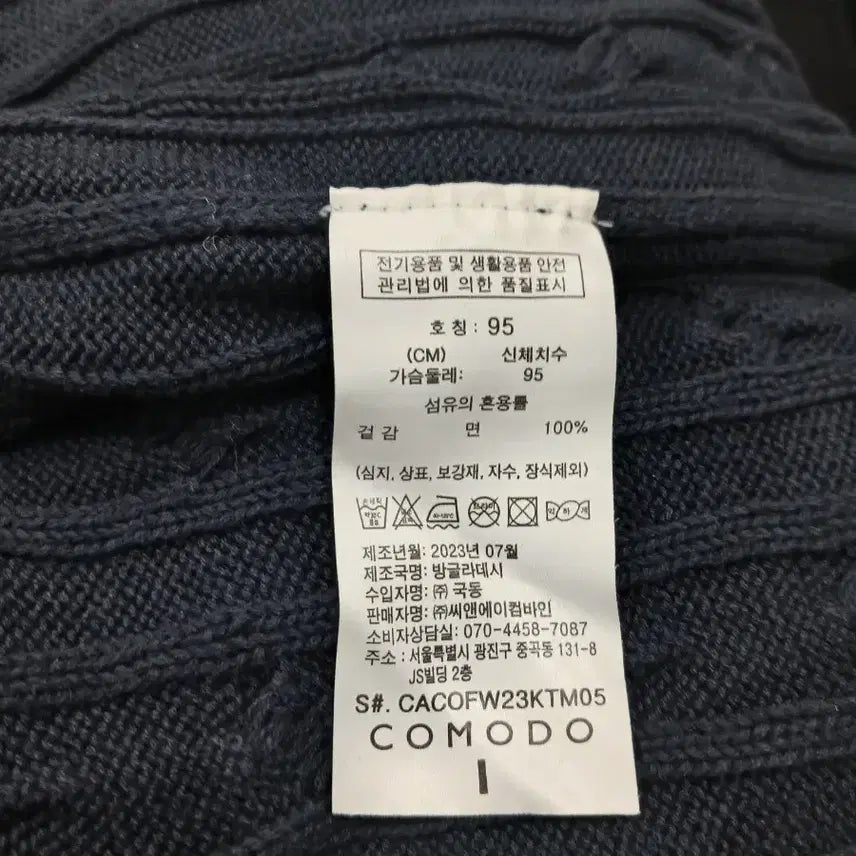 전기용품 및 생활용품 안전
관리법에 의한 품질표시
호 칭 : 95
(CM) 신체치수
가슴둘레: 95
섬유의 혼용률
겉 감 면 100%
(심지, 상표, 보강재, 자수, 장식제외)
제조년월: 2023년 07월
제조국명: 방글라데시
수입자명: ㈜ 국동
판매자명: ㈜씨앤에이컴바인
소비자상담실: 070-4458-7087
주소 : 서울특별시 광진구 중곡동 131-8
JS빌딩 2층
S#. CACOFW23KTM05
COMODO